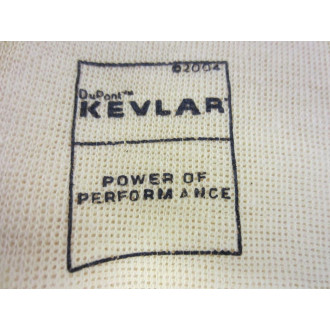 ©2004
DuPont™
KEVLAR®
POWER OF
PERFORMANCE